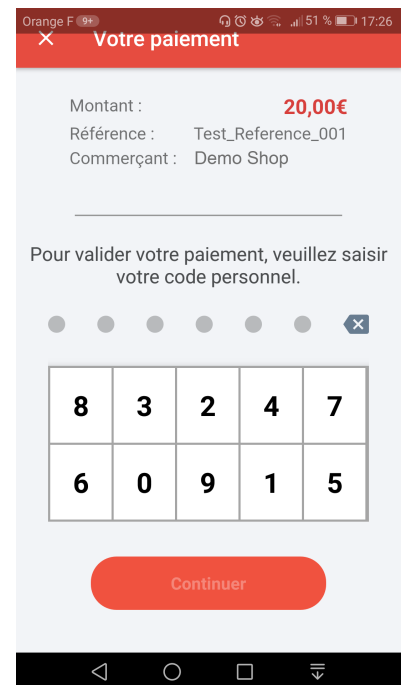 Orange F 9+ 51 % 17:26
× Votre paiement
Montant : 20,00€
Référence : Test_Reference_001
Commerçant : Demo Shop
Pour valider votre paiement, veuillez saisir
votre code personnel.
8 3 2 4 7
6 0 9 1 5
Continuer